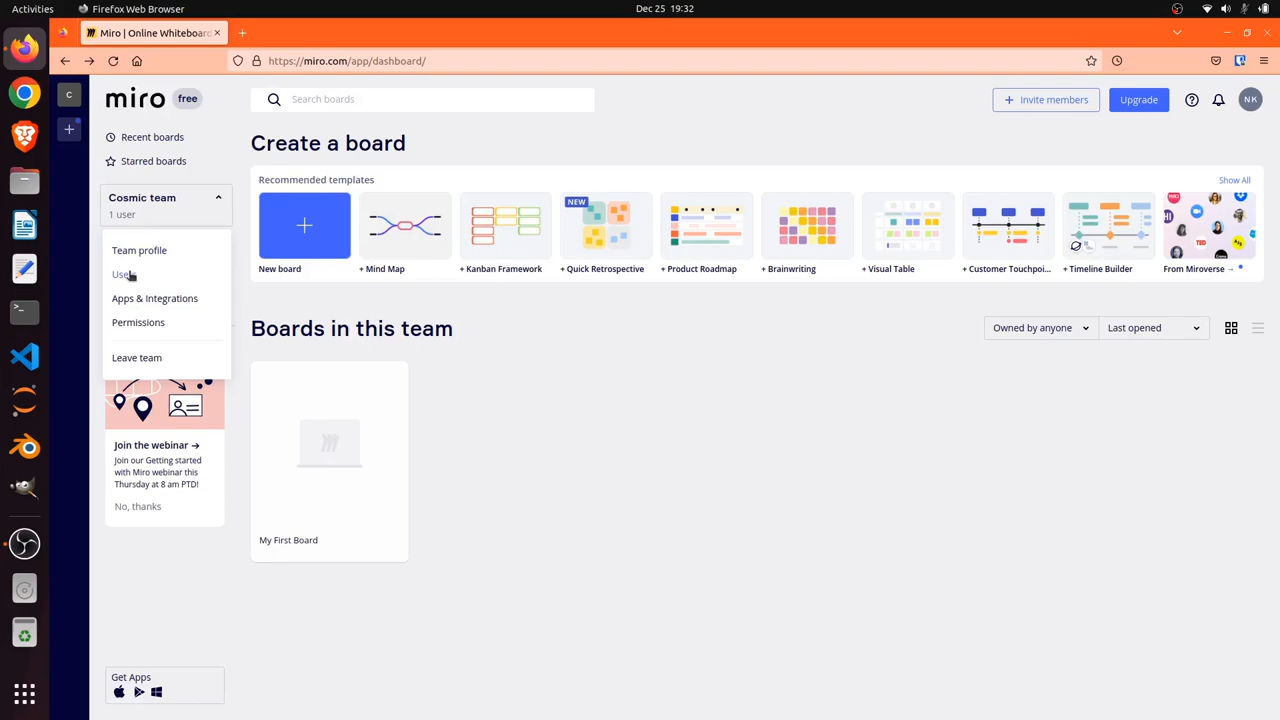 Activities
Firefox Web Browser
Dec 25 19:32
Miro | Online Whiteboard
https://miro.com/app/dashboard/
C
miro free
Search boards
Invite members
Upgrade
NK
Recent boards
Starred boards
Cosmic team
1 user
Team profile
Apps & Integrations
Permissions
Leave team
Join the webinar →
Join our Getting started
with Miro webinar this
Thursday at 8 am PTD!
No, thanks
Get Apps
Create a board
Recommended templates
Show All
NEW
New board
+ Mind Map
+ Kanban Framework
+ Quick Retrospective
+ Product Roadmap
+ Brainwriting
+ Visual Table
+ Customer Touchpoi...
+ Timeline Builder
From Miroverse →
Boards in this team
Owned by anyone
Last opened
My First Board